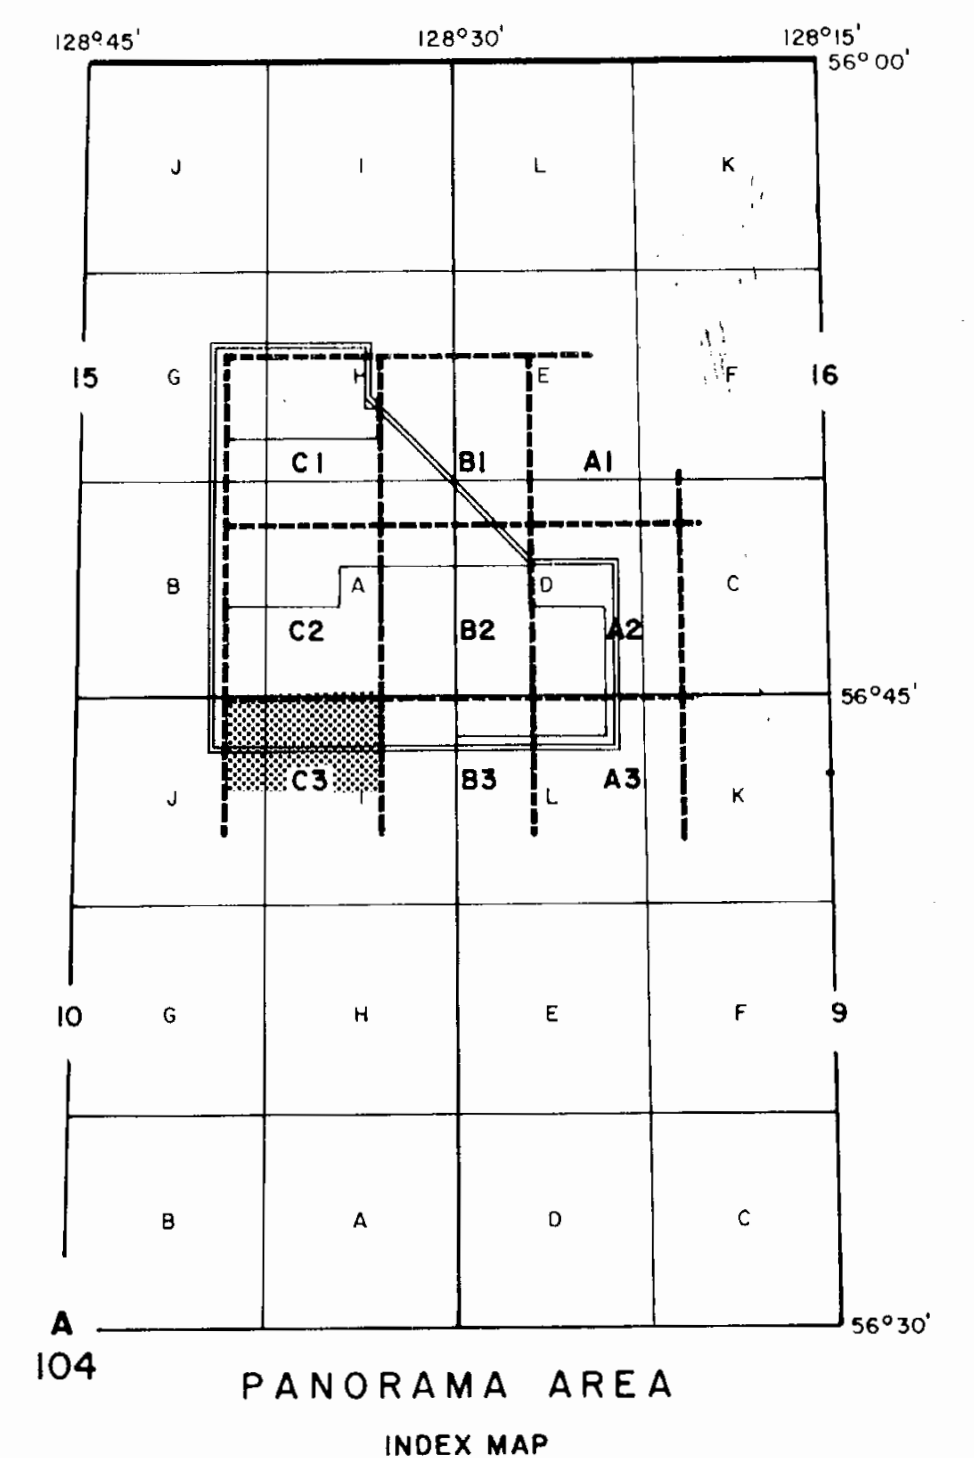 128°45' 128°30' 128°15'
56°00'
J I L K
15 G H E F 16
C1 B1 A1
B A D C
C2 B2 A2
56°45'
C3 B3 A3
J I L K
10 G H E F 9
B A D C
A
104
56°30'
PANORAMA AREA
INDEX MAP